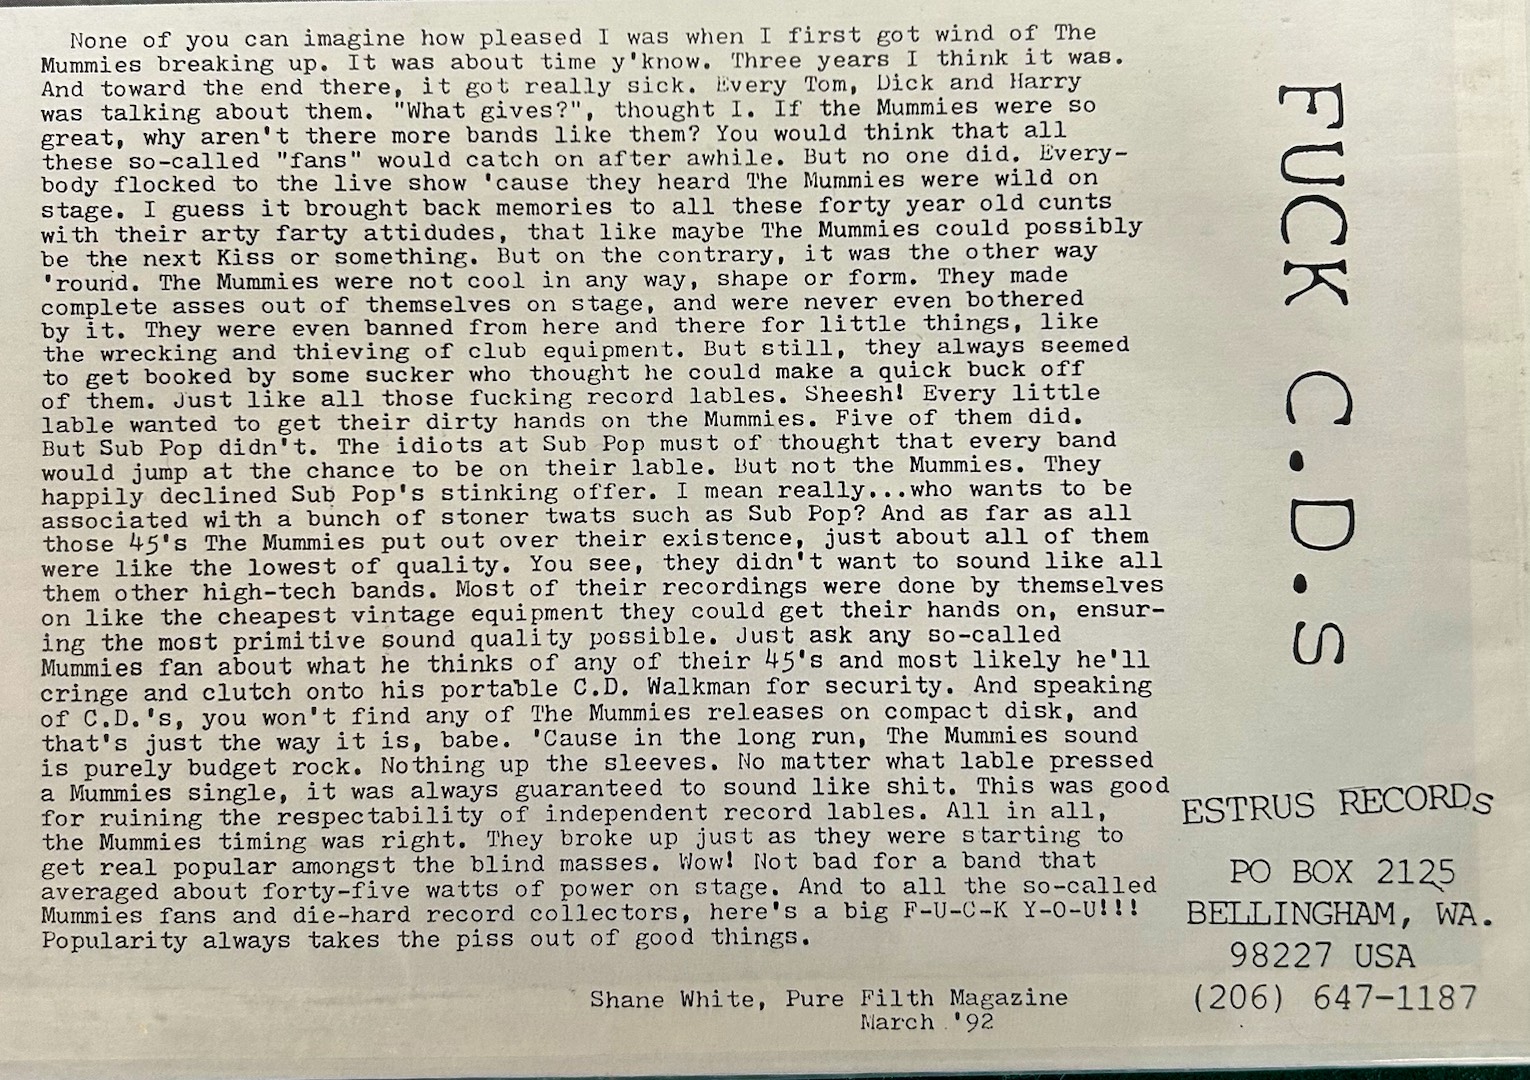 None of you can imagine how pleased I was when I first got wind of The
Mummies breaking up. It was about time y'know. Three years I think it was.
And toward the end there, it got really sick. Every Tom, Dick and Harry
was talking about them. "What gives?", thought I. If the Mummies were so
great, why aren't there more bands like them? You would think that all
these so-called "fans" would catch on after awhile. But no one did. Every-
body flocked to the live show 'cause they heard The Mummies were wild on
stage. I guess it brought back memories to all these forty year old cunts
with their arty farty attidudes, that like maybe The Mummies could possibly
be the next Kiss or something. But on the contrary, it was the other way
'round. The Mummies were not cool in any way, shape or form. They made
complete asses out of themselves on stage, and were never even bothered
by it. They were even banned from here and there for little things, like
the wrecking and thieving of club equipment. But still, they always seemed
to get booked by some sucker who thought he could make a quick buck off
of them. Just like all those fucking record lables. Sheesh! Every little
lable wanted to get their dirty hands on the Mummies. Five of them did.
But Sub Pop didn't. The idiots at Sub Pop must of thought that every band
would jump at the chance to be on their lable. But not the Mummies. They
happily declined Sub Pop's stinking offer. I mean really...who wants to be
associated with a bunch of stoner twats such as Sub Pop? And as far as all
those 45's The Mummies put out over their existence, just about all of them
were like the lowest of quality. You see, they didn't want to sound like all
them other high-tech bands. Most of their recordings were done by themselves
on like the cheapest vintage equipment they could get their hands on, ensur-
ing the most primitive sound quality possible. Just ask any so-called
Mummies fan about what he thinks of any of their 45's and most likely he'll
cringe and clutch onto his portable C.D. Walkman for security. And speaking
of C.D.'s, you won't find any of The Mummies releases on compact disk, and
that's just the way it is, babe. 'Cause in the long run, The Mummies sound
is purely budget rock. Nothing up the sleeves. No matter what lable pressed
a Mummies single, it was always guaranteed to sound like shit. This was good
for ruining the respectability of independent record lables. All in all,
the Mummies timing was right. They broke up just as they were starting to
get real popular amongst the blind masses. Wow! Not bad for a band that
averaged about forty-five watts of power on stage. And to all the so-called
Mummies fans and die-hard record collectors, here's a big F-U-C-K Y-O-U!!!
Popularity always takes the piss out of good things.
Shane White, Pure Filth Magazine
March '92
FUCK C.D.S
ESTRUS RECORDS
PO BOX 2125
BELLINGHAM, WA.
98227 USA
(206) 647-1187